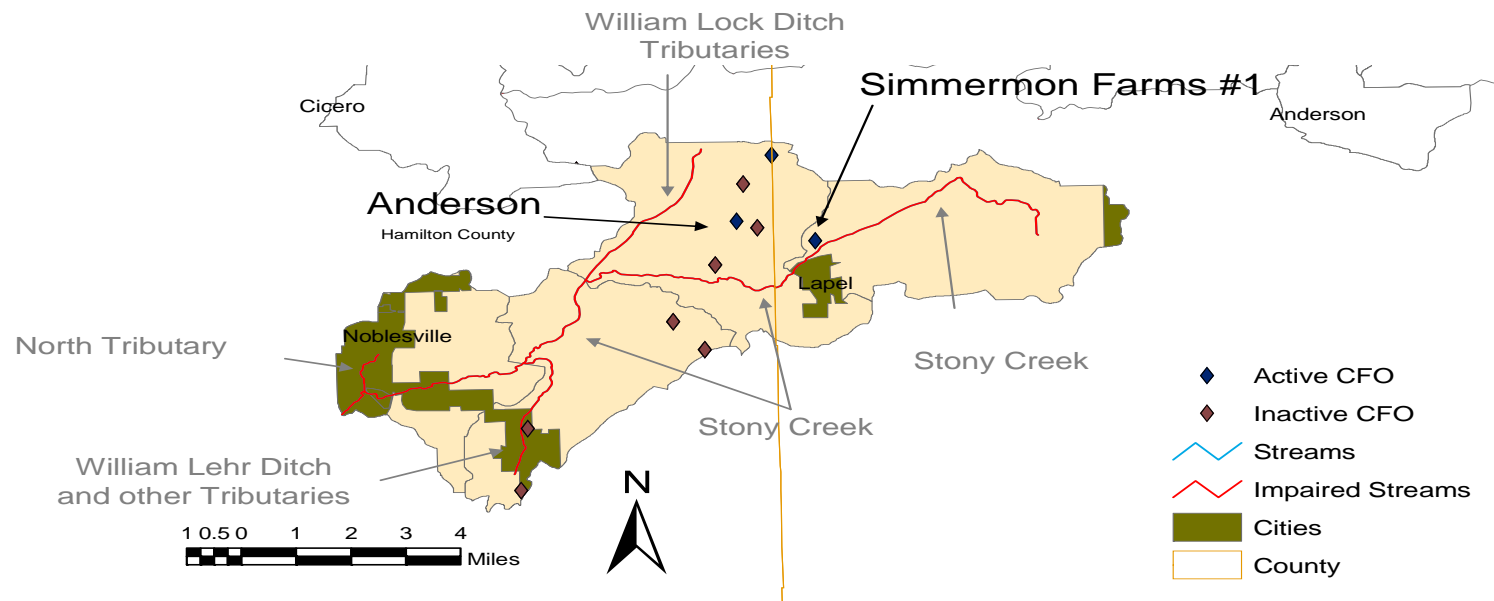 William Lock Ditch
Tributaries
Simmermon Farms #1
Cicero
Anderson
Anderson
Hamilton County
Lapel
Noblesville
North Tributary
Stony Creek
Stony Creek
William Lehr Ditch
and other Tributaries
N
1 0.5 0 1 2 3 4
Miles
Active CFO
Inactive CFO
Streams
Impaired Streams
Cities
County